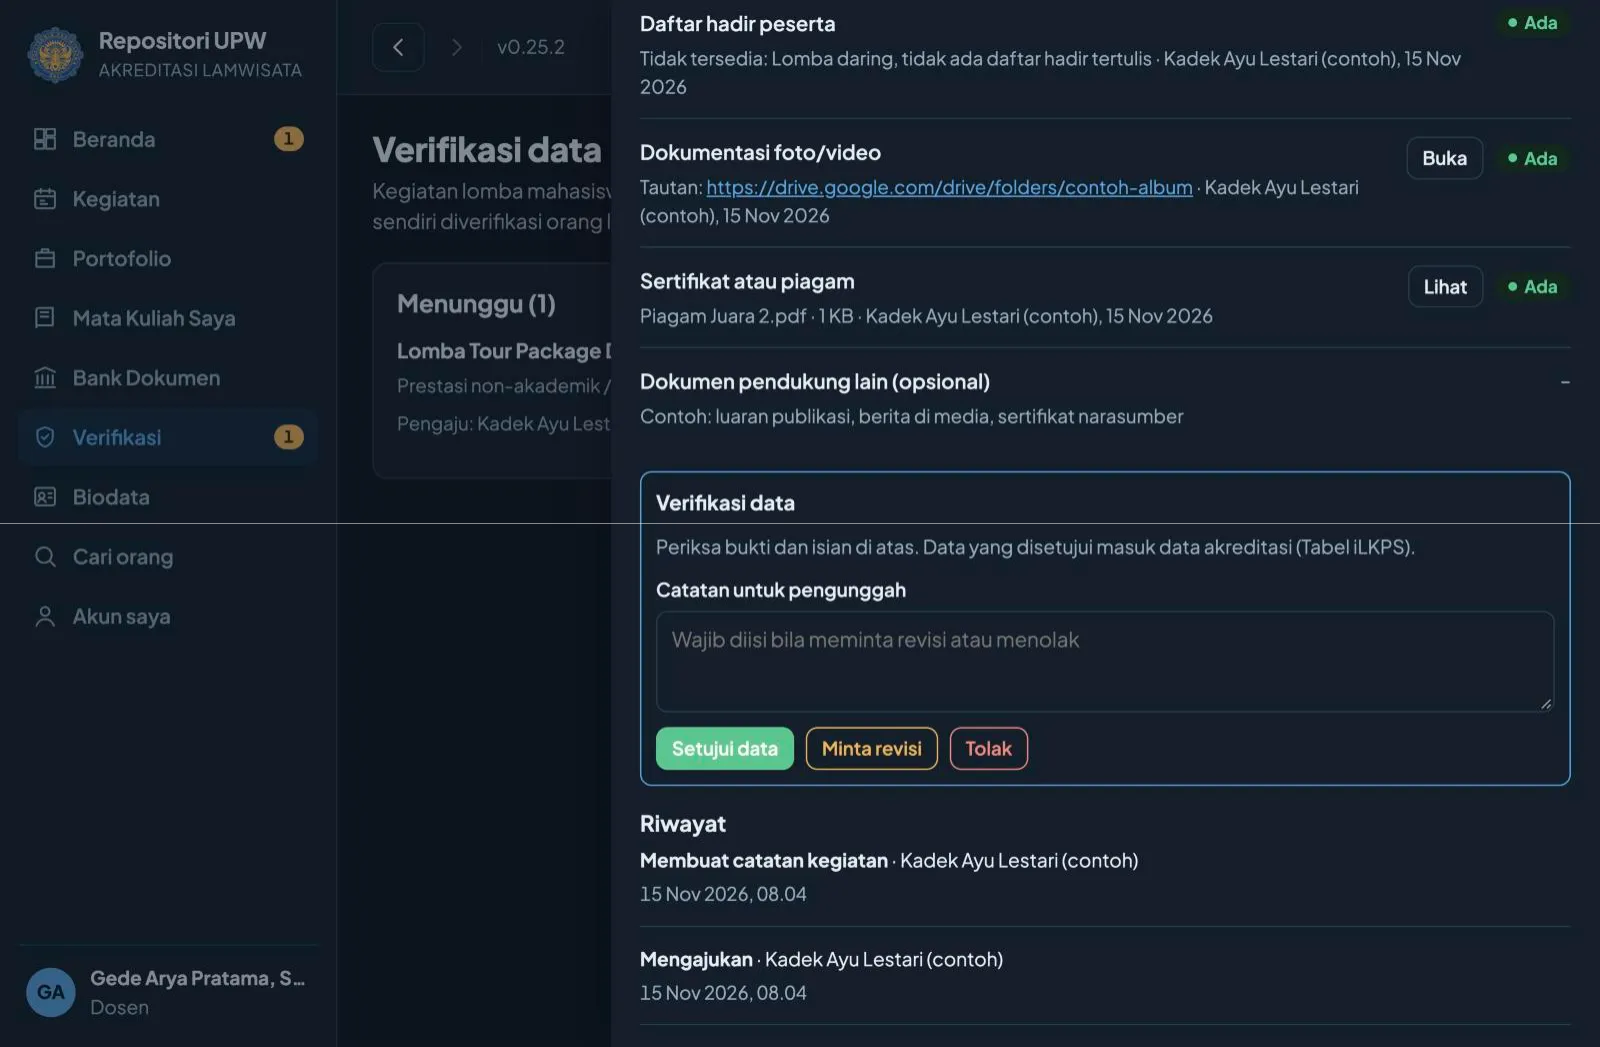 Repositori UPW
AKREDITASI LAMWISATA
Beranda
1
Kegiatan
Portofolio
Mata Kuliah Saya
Bank Dokumen
Verifikasi
1
Biodata
Cari orang
Akun saya
GA
Gede Arya Pratama, S…
Dosen
v0.25.2
Verifikasi data
Kegiatan lomba
sendiri diverifikasi orang
Menunggu (1)
Lomba Tour Package
Prestasi non-akademik /
Pengaju: Kadek Ayu Lest
Daftar hadir peserta
Ada
Tidak tersedia: Lomba daring, tidak ada daftar hadir tertulis · Kadek Ayu Lestari (contoh), 15 Nov
2026
Dokumentasi foto/video
Buka
Ada
Tautan: https://drive.google.com/drive/folders/contoh-album · Kadek Ayu Lestari
(contoh), 15 Nov 2026
Sertifikat atau piagam
Lihat
Ada
Piagam Juara 2.pdf · 1 KB · Kadek Ayu Lestari (contoh), 15 Nov 2026
Dokumen pendukung lain (opsional)
–
Contoh: luaran publikasi, berita di media, sertifikat narasumber
Verifikasi data
Periksa bukti dan isian di atas. Data yang disetujui masuk data akreditasi (Tabel iLKPS).
Catatan untuk pengunggah
Wajib diisi bila meminta revisi atau menolak
Setujui data
Minta revisi
Tolak
Riwayat
Membuat catatan kegiatan · Kadek Ayu Lestari (contoh)
15 Nov 2026, 08.04
Mengajukan · Kadek Ayu Lestari (contoh)
15 Nov 2026, 08.04